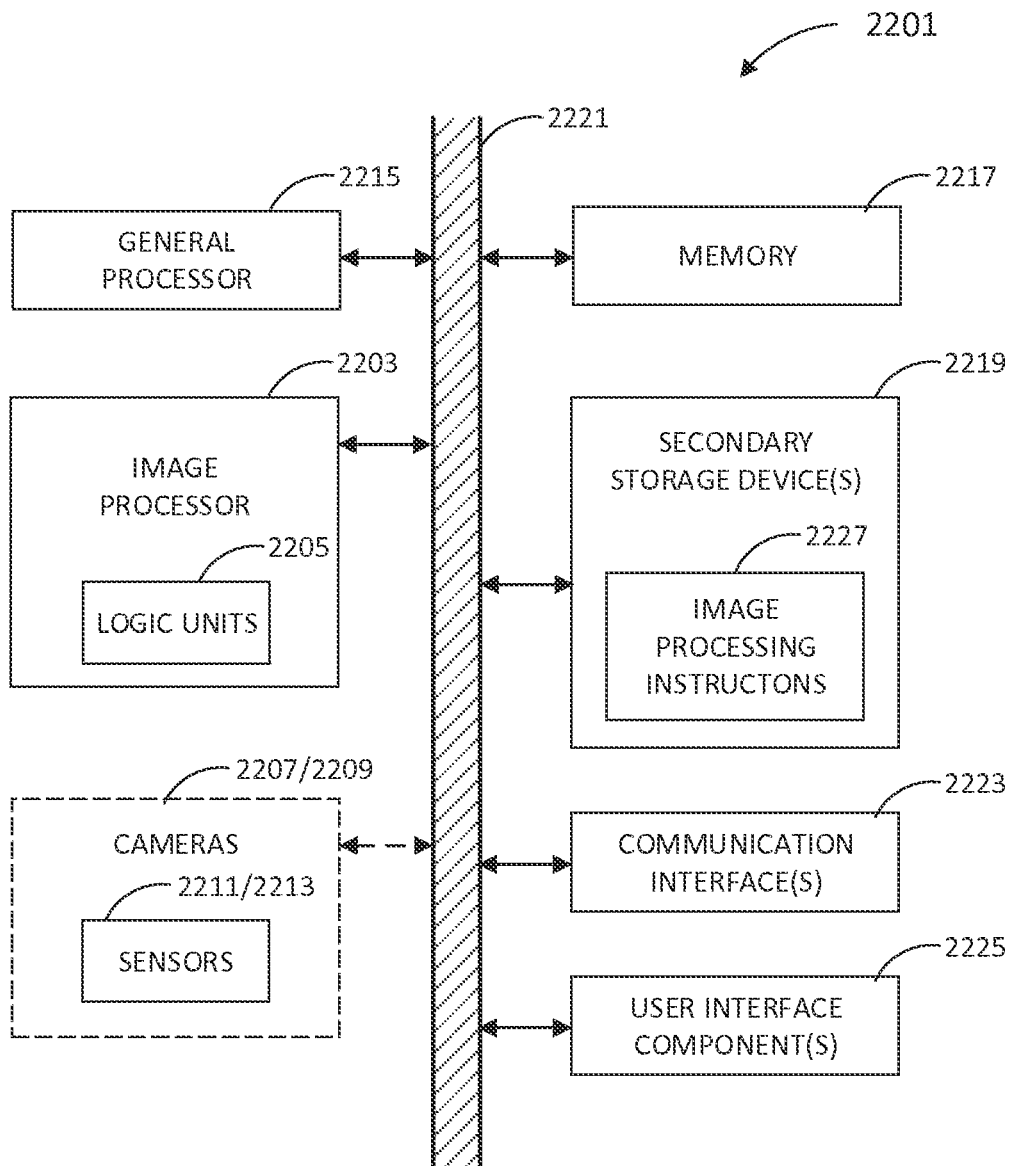 2201
2221
2215
GENERAL
PROCESSOR
2217
MEMORY
2203
IMAGE
PROCESSOR
2205
LOGIC UNITS
2219
SECONDARY
STORAGE DEVICE(S)
2227
IMAGE
PROCESSING
INSTRUCTONS
2207/2209
CAMERAS
2211/2213
SENSORS
2223
COMMUNICATION
INTERFACE(S)
2225
USER INTERFACE
COMPONENT(S)